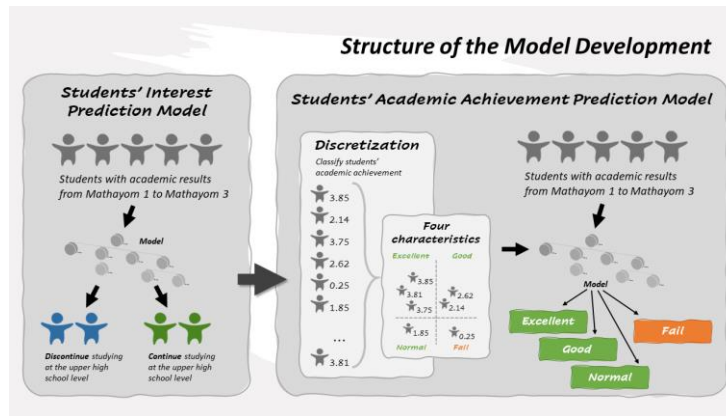 Structure of the Model Development
Students' Interest
Prediction Model
Students with academic results
from Mathayom 1 to Mathayom 3
Model
Discontinue studying
at the upper high
school level
Continue studying
at the upper high
school level
Students' Academic Achievement Prediction Model
Discretization
Classify students'
academic achievement
3.85
2.14
3.75
2.62
0.25
1.85
...
3.81
Four
characteristics
Excellent Good
3.85
3.81
3.75
2.62
2.14
1.85
0.25
Normal Fail
Students with academic results
from Mathayom 1 to Mathayom 3
Model
Excellent
Good
Normal
Fail